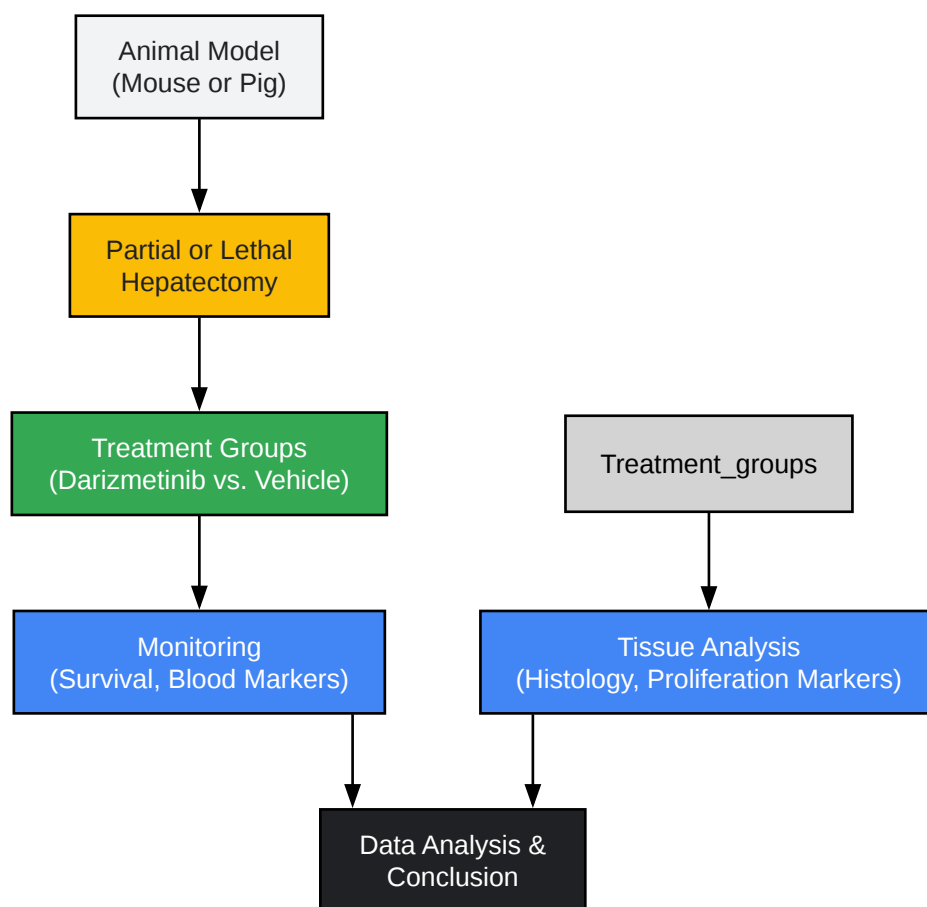 Animal Model
(Mouse or Pig)
Partial or Lethal
Hepatectomy
Treatment Groups
(Darizmetinib vs. Vehicle)
Treatment_groups
Monitoring
(Survival, Blood Markers)
Tissue Analysis
(Histology, Proliferation Markers)
Data Analysis &
Conclusion